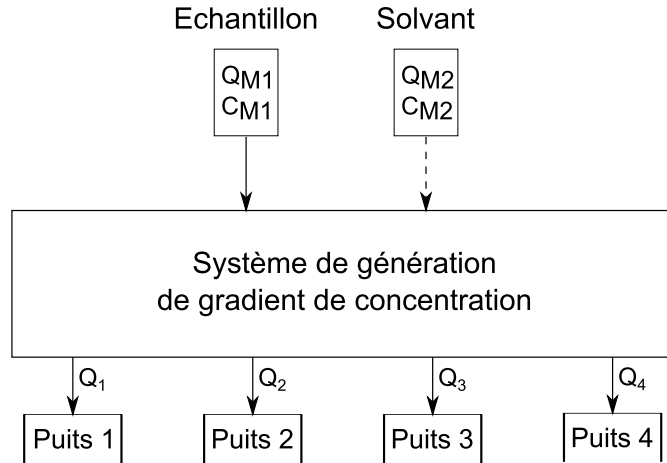 Echantillon Solvant
QM1 QM2
CM1 CM2
Système de génération
de gradient de concentration
Q1 Q2 Q3 Q4
Puits 1 Puits 2 Puits 3 Puits 4